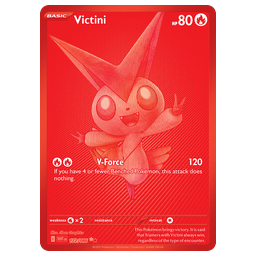 BASIC
Victini
HP 80
V-Force 120
If you have 4 or fewer Benched Pokémon, this attack does
nothing.
weakness ×2 resistance retreat
This Pokémon brings victory. It is said
that Trainers with Victini always win,
regardless of the type of encounter.